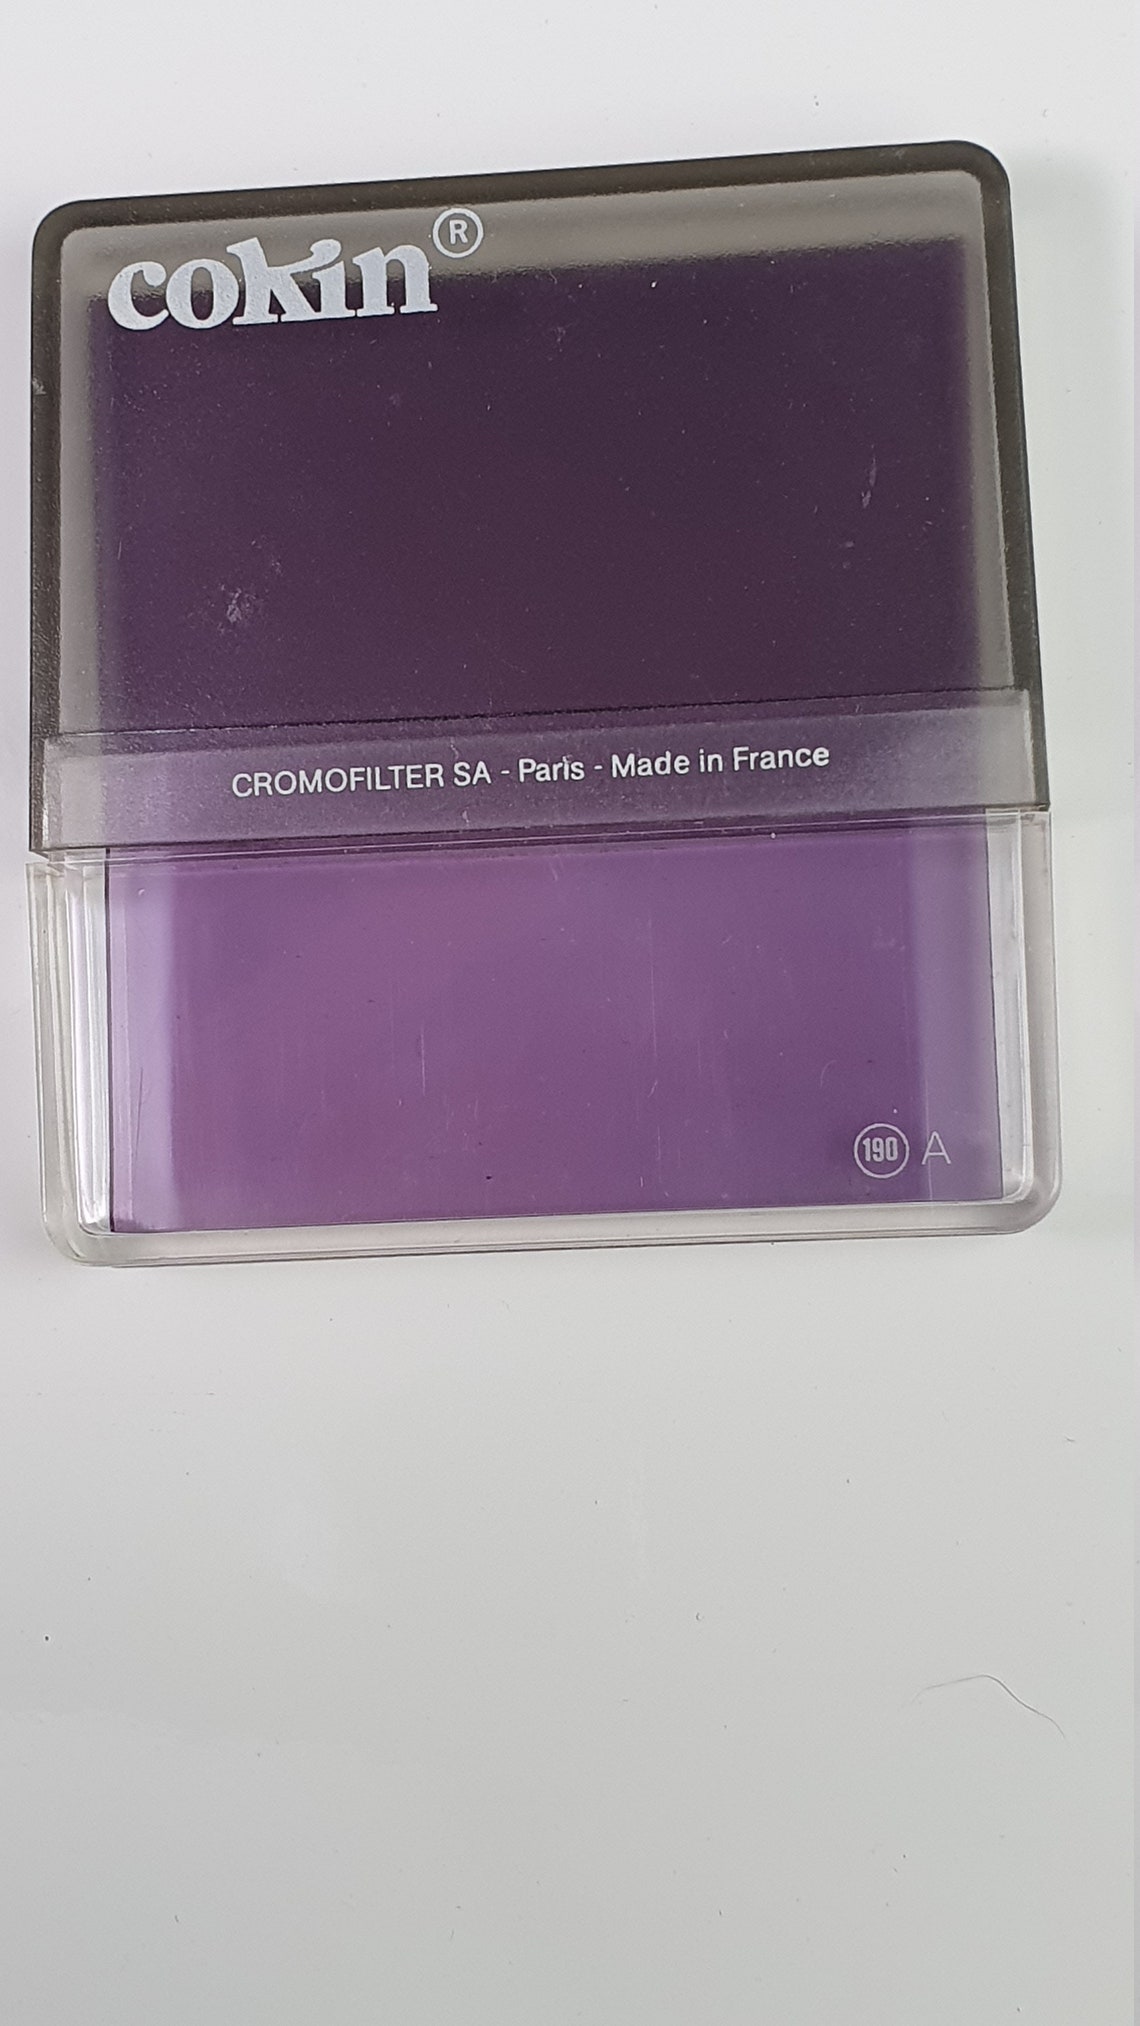 cokin®
CROMOFILTER SA - Paris - Made in France
190 A